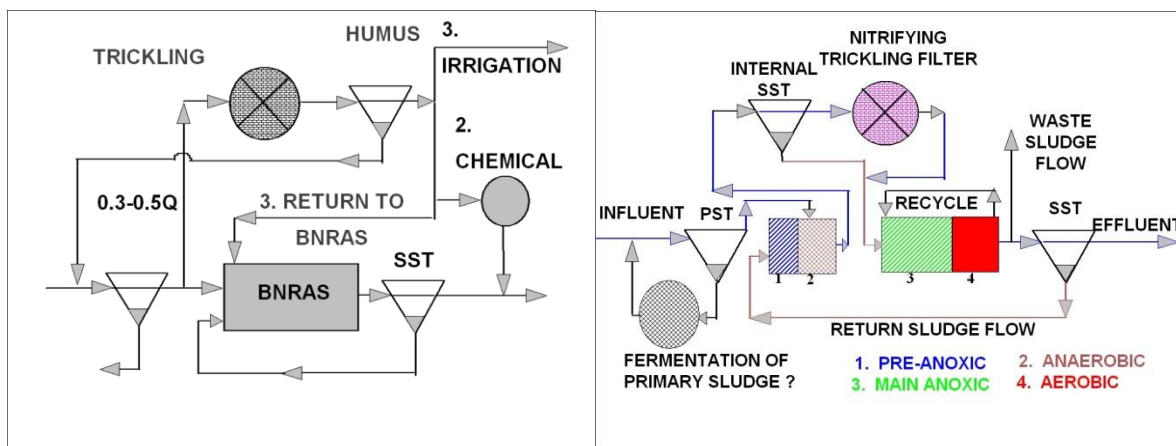 TRICKLING
HUMUS
3.
IRRIGATION
2.
CHEMICAL
0.3-0.5Q
3. RETURN TO
BNRAS
BNRAS
SST
NITRIFYING
TRICKLING FILTER
INTERNAL
SST
WASTE
SLUDGE
FLOW
INFLUENT
PST
RECYCLE
SST
EFFLUENT
1
2
3
4
RETURN SLUDGE FLOW
FERMENTATION OF
PRIMARY SLUDGE ?
1. PRE-ANOXIC
2. ANAEROBIC
3. MAIN ANOXIC
4. AEROBIC